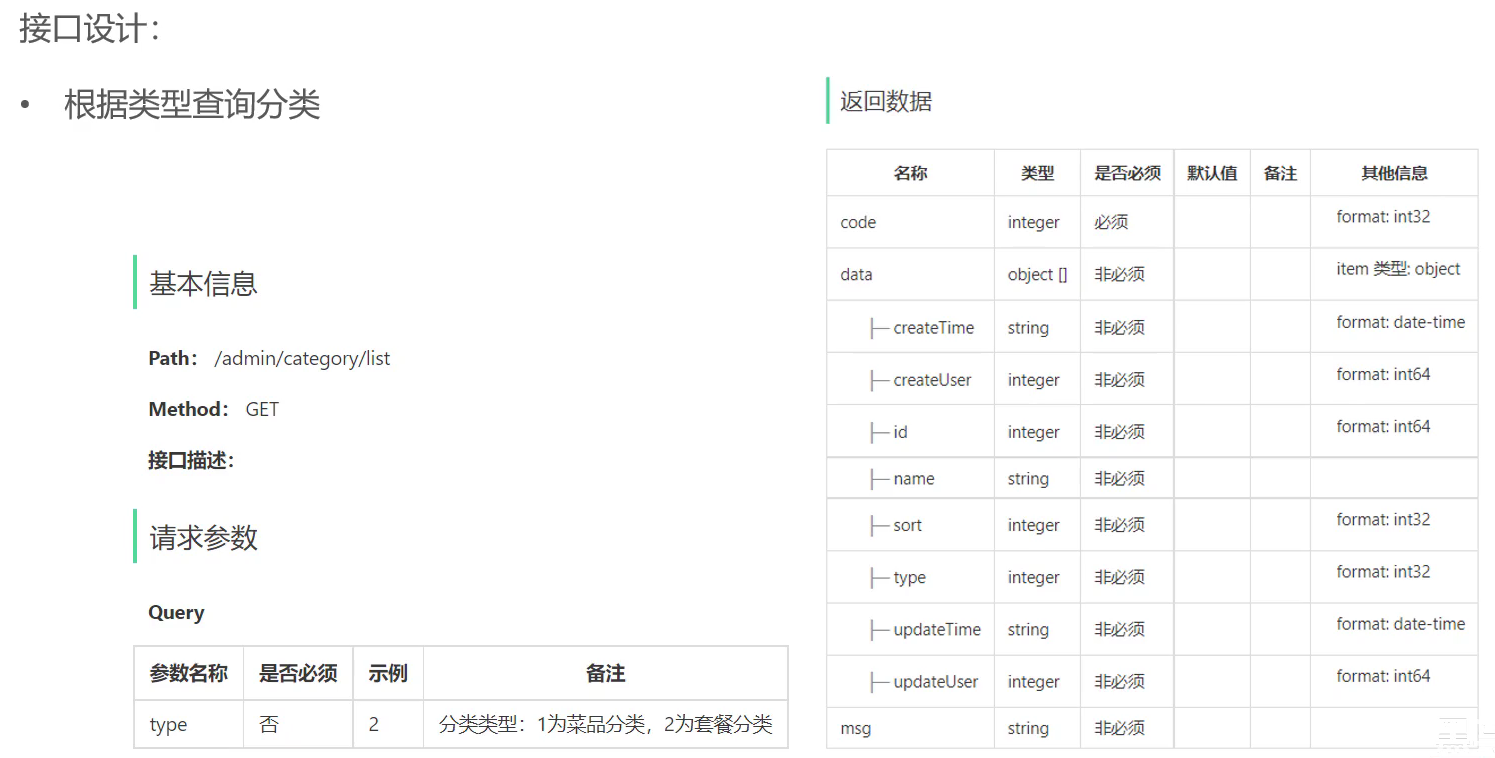 接口设计：
• 根据类型查询分类
基本信息
Path： /admin/category/list
Method： GET
接口描述：
请求参数
Query
参数名称 是否必须 示例 备注
type 否 2 分类类型：1为菜品分类，2为套餐分类
返回数据
名称 类型 是否必须 默认值 备注 其他信息
code integer 必须 format: int32
data object [] 非必须 item 类型: object
├─ createTime string 非必须 format: date-time
├─ createUser integer 非必须 format: int64
├─ id integer 非必须 format: int64
├─ name string 非必须
├─ sort integer 非必须 format: int32
├─ type integer 非必须 format: int32
├─ updateTime string 非必须 format: date-time
├─ updateUser integer 非必须 format: int64
msg string 非必须